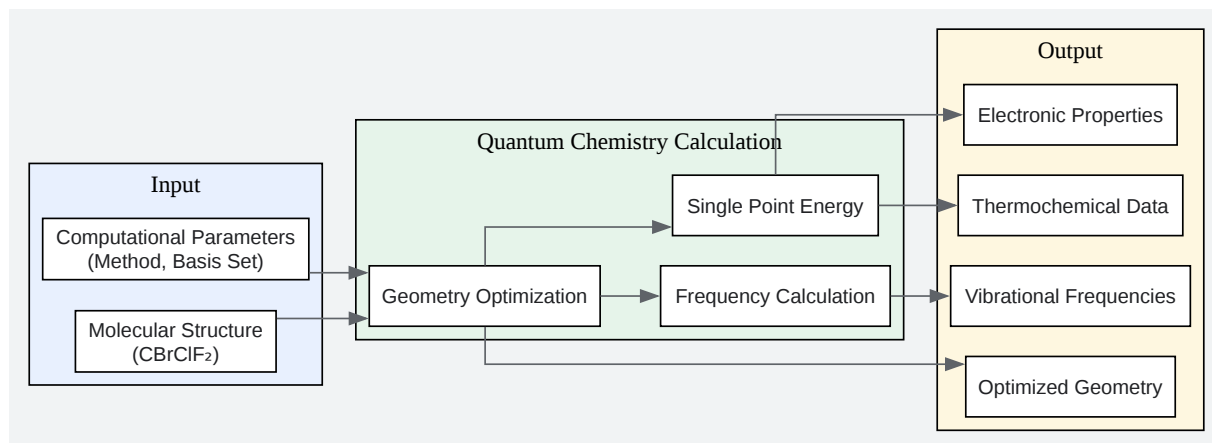 Input
Computational Parameters
(Method, Basis Set)
Molecular Structure
(CBrClF₂)
Quantum Chemistry Calculation
Single Point Energy
Geometry Optimization
Frequency Calculation
Output
Electronic Properties
Thermochemical Data
Vibrational Frequencies
Optimized Geometry